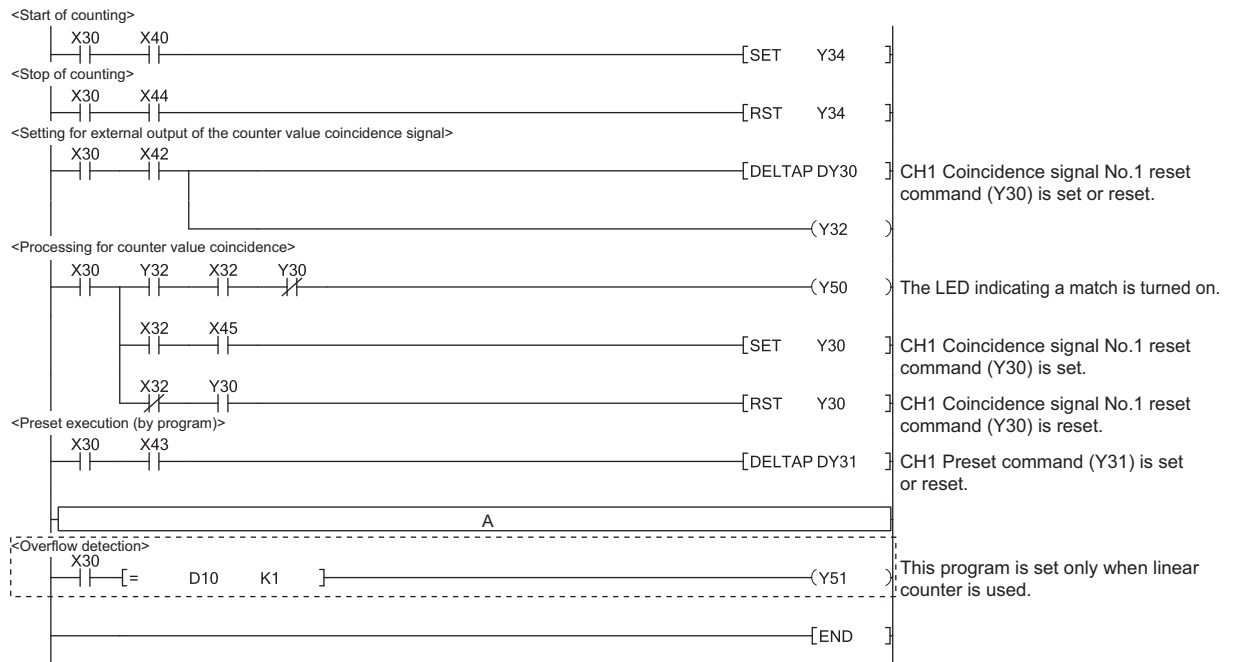 <Start of counting>
X30 X40
[SET Y34 ]
<Stop of counting>
X30 X44
[RST Y34 ]
<Setting for external output of the counter value coincidence signal>
X30 X42
[DELTAP DY30 ] CH1 Coincidence signal No.1 reset
command (Y30) is set or reset.
(Y32 )
<Processing for counter value coincidence>
X30 Y32 X32 Y30
(Y50 ) The LED indicating a match is turned on.
X32 X45
[SET Y30 ] CH1 Coincidence signal No.1 reset
command (Y30) is set.
X32 Y30
[RST Y30 ] CH1 Coincidence signal No.1 reset
command (Y30) is reset.
<Preset execution (by program)>
X30 X43
[DELTAP DY31 ] CH1 Preset command (Y31) is set
or reset.
A
<Overflow detection>
X30
[= D10 K1 ] (Y51 ) This program is set only when linear
counter is used.
[END ]